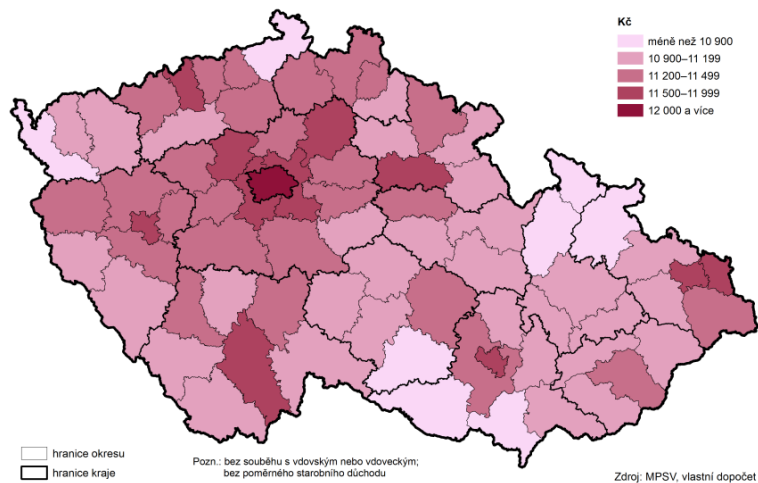 Kč
méně než 10 900
10 900–11 199
11 200–11 499
11 500–11 999
12 000 a více
hranice okresu
hranice kraje
Pozn.: bez souběhu s vdovským nebo vdoveckým;
bez poměrného starobního důchodu
Zdroj: MPSV, vlastní dopočet